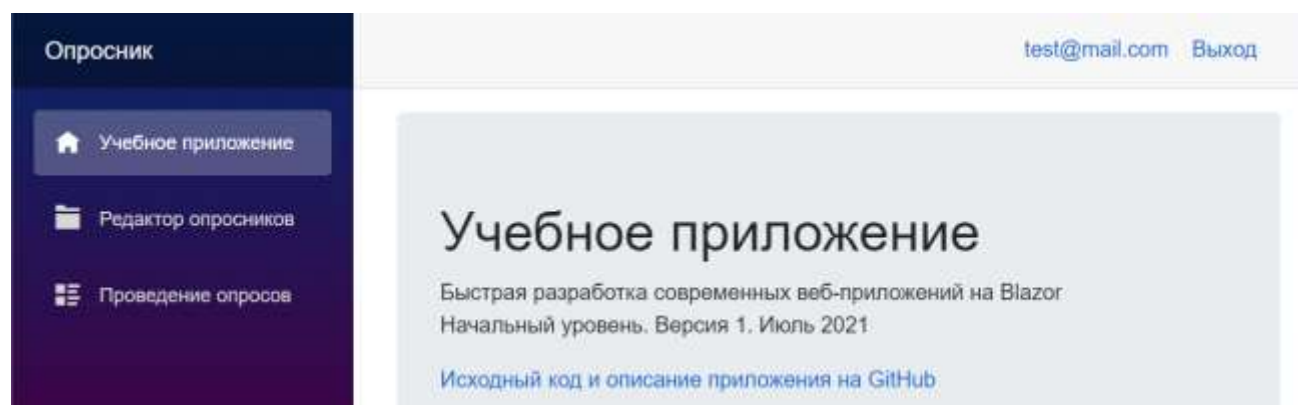 Опросник
test@mail.com Выход
Учебное приложение
Редактор опросников
Проведение опросов
Учебное приложение
Быстрая разработка современных веб-приложений на Blazor
Начальный уровень. Версия 1. Июль 2021
Исходный код и описание приложения на GitHub